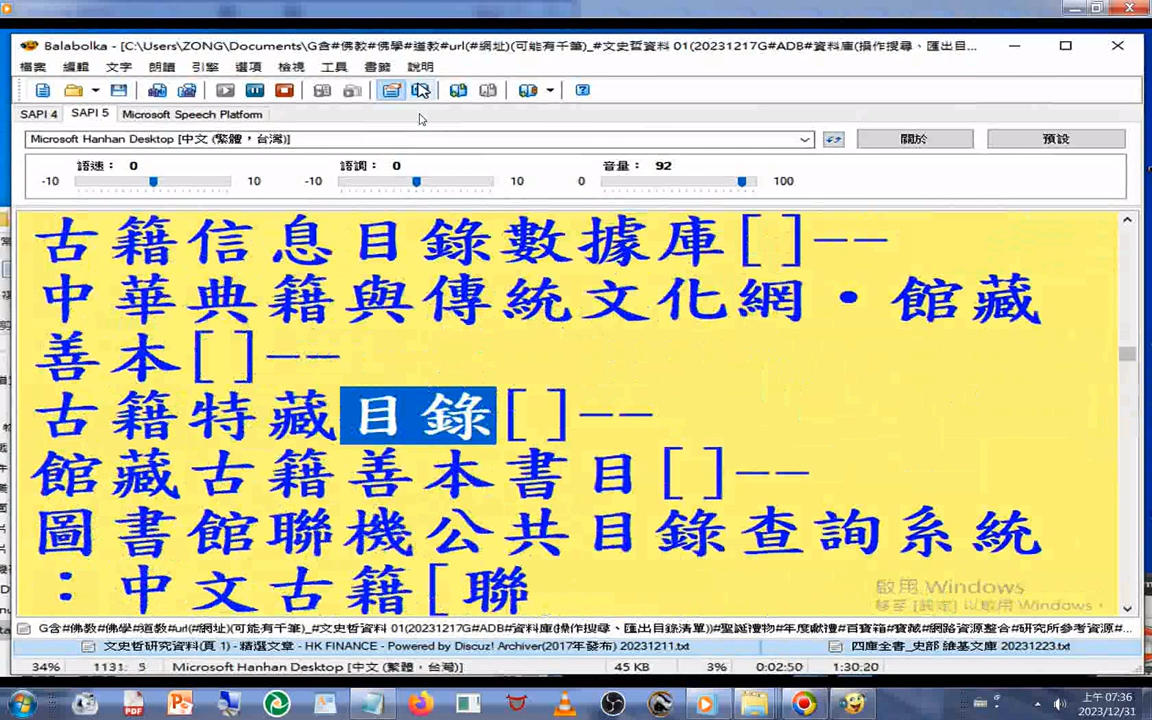 Balabolka - [C:\Users\ZONG\Documents\G含#佛教#佛學#道教#url(#網址)(可能有千筆)_#文史哲資料 01(20231217G#ADB#資料庫(操作搜尋、匯出目...
檔案 編輯 文字 朗讀 引擎 選項 檢視 工具 書籤 說明
SAPI 4 SAPI 5 Microsoft Speech Platform
Microsoft Hanhan Desktop [中文 (繁體，台灣)] 關於 預設
語速： 0 語調： 0 音量： 92
-10 10 -10 10 0 100
古籍信息目錄數據庫[]--
中華典籍與傳統文化網·館藏
善本[]--
古籍特藏目錄[]--
館藏古籍善本書目[]--
圖書館聯機公共目錄查詢系統
：中文古籍[聯
啟用 Windows
移至 [設定] 以啟用 Windows。
G含#佛教#佛學#道教#url(#網址)(可能有千筆)_#文史哲資料 01(20231217G#ADB#資料庫(操作搜尋、匯出目錄清單))#聖誕禮物#年度獻禮#百寶箱#寶藏#網路資源整合#研究所參考資源#...
文史哲研究資料(頁 1) - 精選文章 - HK FINANCE - Powered by Discuz! Archiver(2017年發布) 20231211.txt 四庫全書_史部 維基文庫 20231223.txt
34% 1131: 5 Microsoft Hanhan Desktop [中文 (繁體，台灣)] 45 KB 3% 0:02:50 1:30:20
上午 07:36
2023/12/31